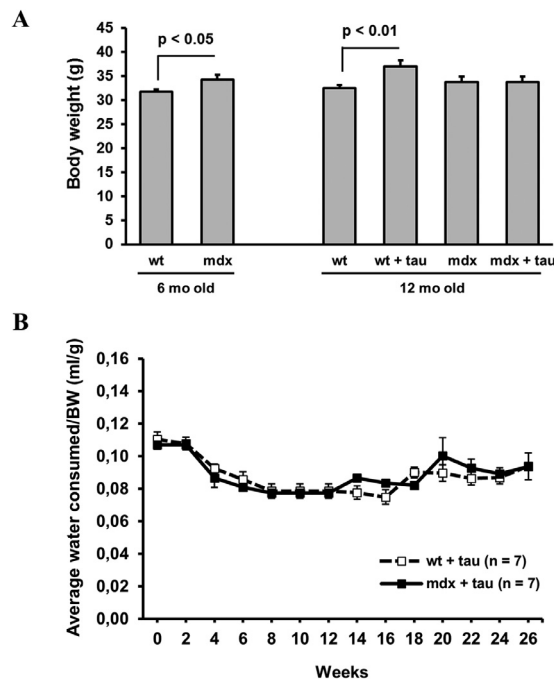 A
Body weight (g)
45
40
35
30
25
20
15
10
5
0
p < 0.05
p < 0.01
wt
mdx
wt
wt + tau
mdx
mdx + tau
6 mo old
12 mo old
B
Average water consumed/BW (ml/g)
0,16
0,14
0,12
0,10
0,08
0,06
0,04
0,02
0,00
wt + tau (n = 7)
mdx + tau (n = 7)
0 2 4 6 8 10 12 14 16 18 20 22 24 26
Weeks